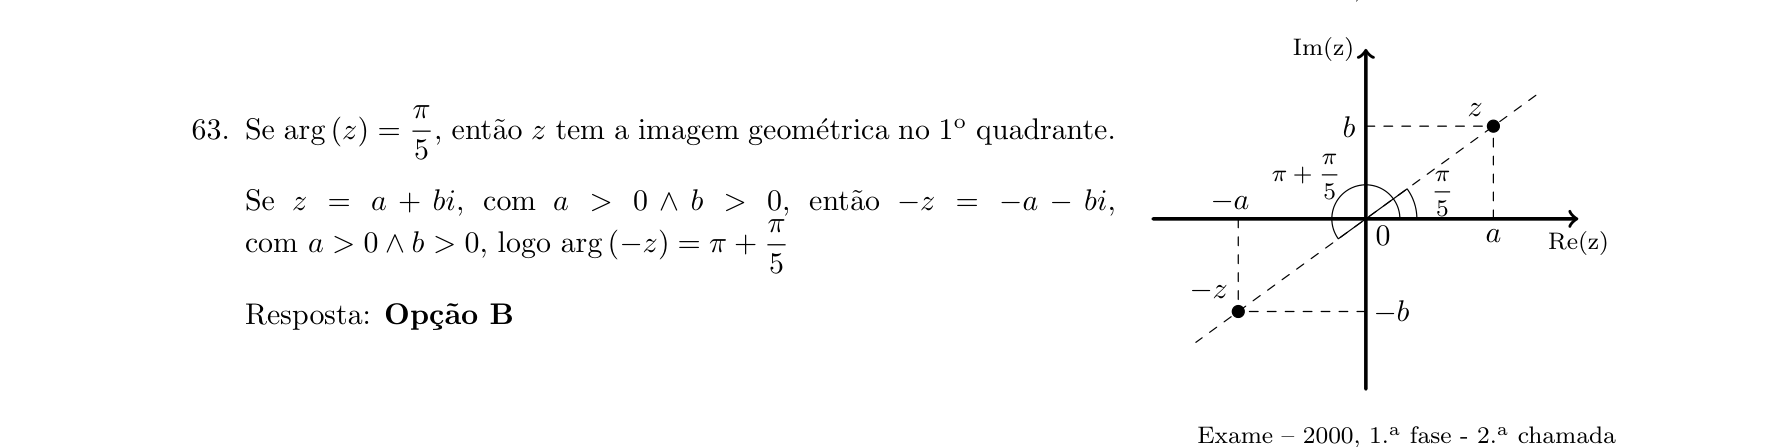 63. Se arg (z) = π/5, então z tem a imagem geométrica no 1º quadrante.
Se z = a + bi, com a > 0 ∧ b > 0, então −z = −a − bi,
com a > 0 ∧ b > 0, logo arg (−z) = π + π/5
Resposta: Opção B
Im(z)
z
b
π + π/5
π/5
−a
0
a
Re(z)
−z
−b
Exame – 2000, 1.ª fase - 2.ª chamada